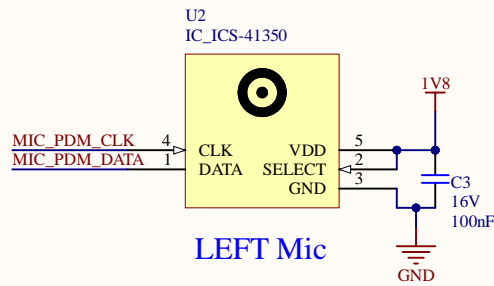 U2
IC_ICS-41350
1V8
MIC_PDM_CLK 4 CLK VDD 5
MIC_PDM_DATA 1 DATA SELECT 2
GND 3
C3
16V
100nF
LEFT Mic
GND